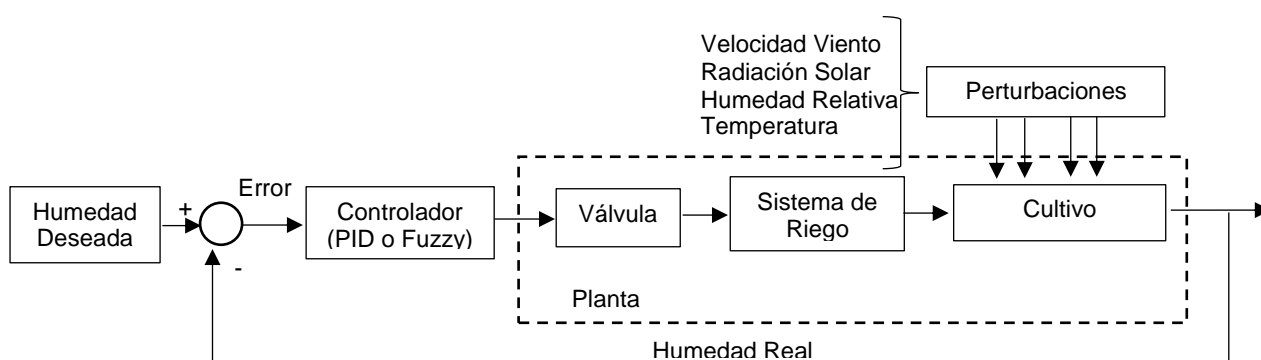 Velocidad Viento
Radiación Solar
Humedad Relativa
Temperatura
Perturbaciones
Humedad
Deseada
+
-
Error
Controlador
(PID o Fuzzy)
Válvula
Sistema de
Riego
Cultivo
Planta
Humedad Real